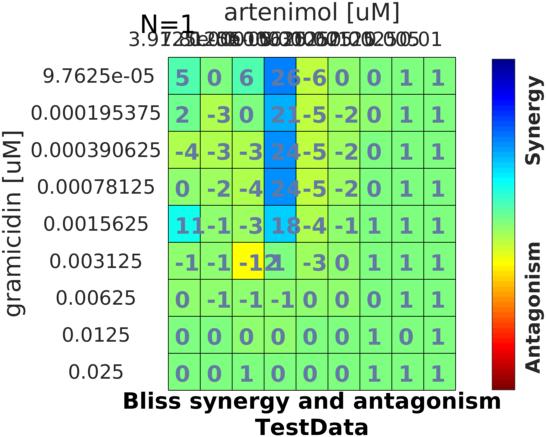 artenimol [uM]
N=1
gramicidin [uM]
9.7625e-05 5 0 6 26 -6 0 0 1 1
0.000195375 2 -3 0 21 -5 -2 0 1 1
0.000390625 -4 -3 -3 24 -5 -2 0 1 1
0.00078125 0 -2 -4 24 -5 -2 0 1 1
0.0015625 11 -1 -3 18 -4 -1 1 1 1
0.003125 -1 -1 -12 1 -3 0 1 1 1
0.00625 0 -1 -1 -1 0 0 0 1 1
0.0125 0 0 0 0 0 0 1 0 1
0.025 0 0 1 0 0 0 1 1 1
Synergy
Antagonism
Bliss synergy and antagonism
TestData